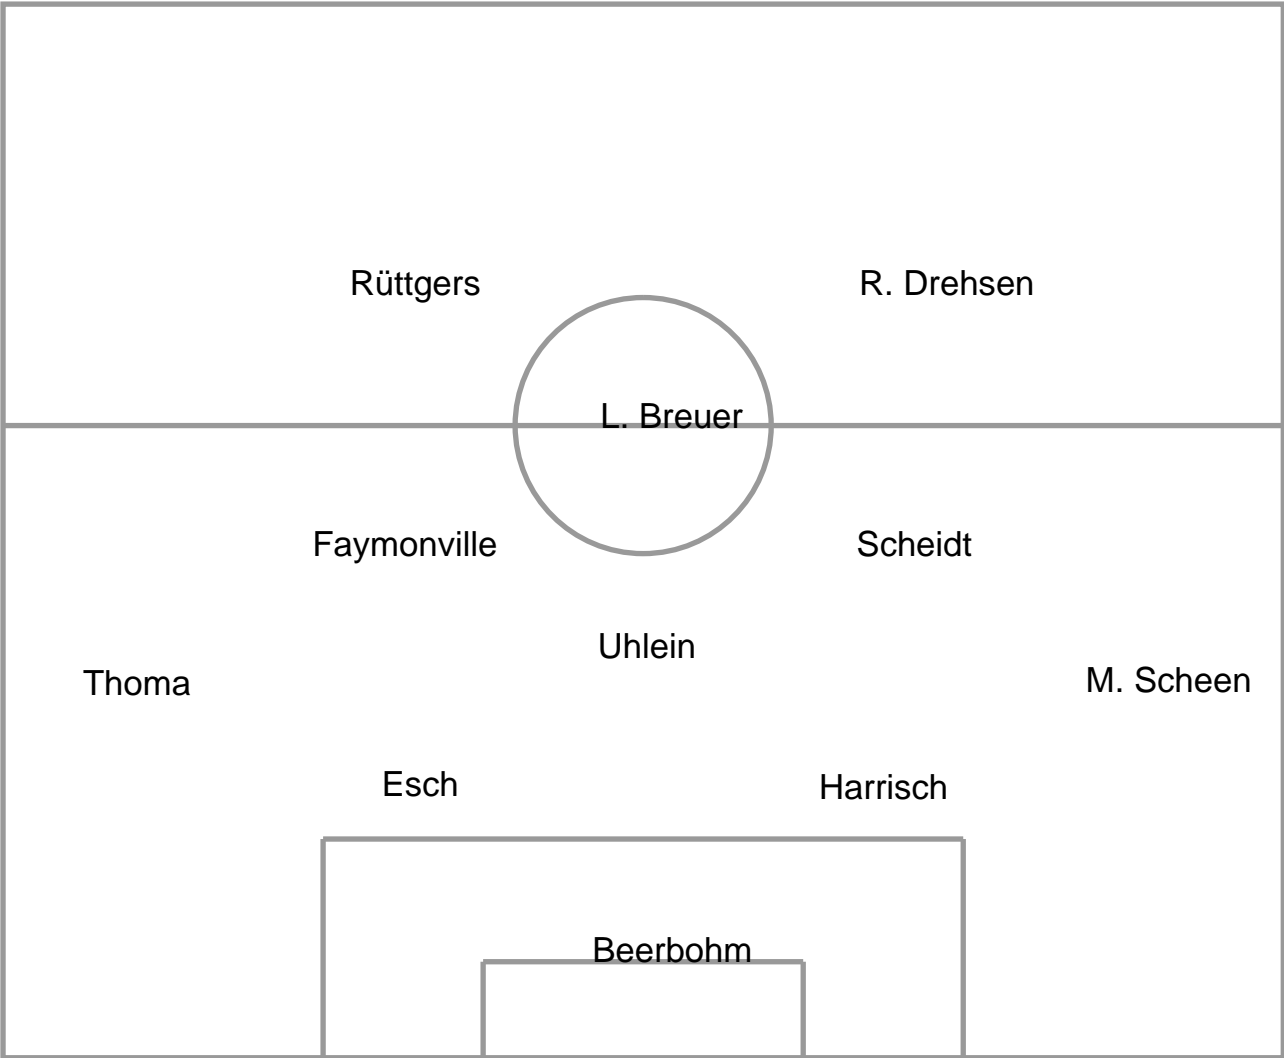 Rüttgers
R. Drehsen
L. Breuer
Faymonville
Scheidt
Uhlein
Thoma
M. Scheen
Esch
Harrisch
Beerbohm